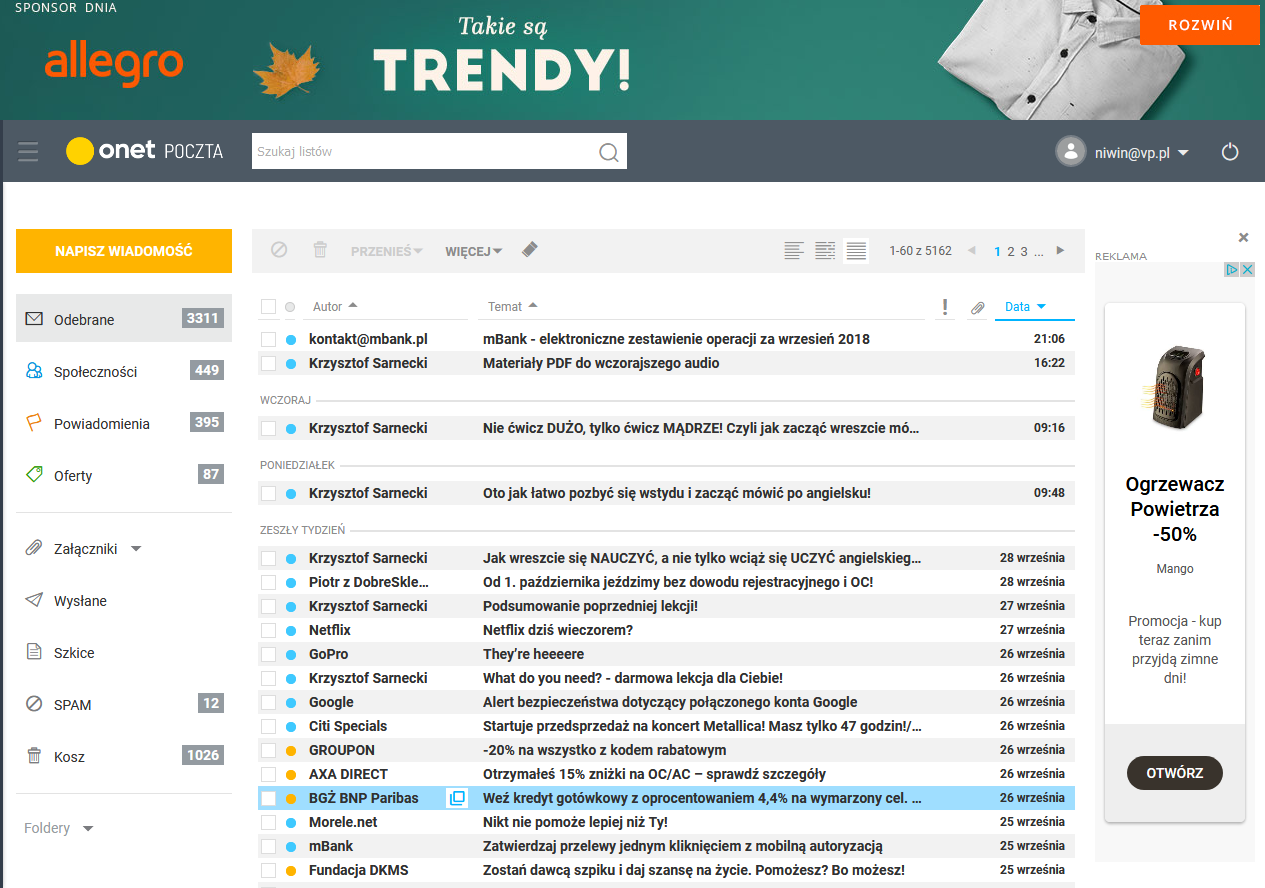 SPONSOR DNIA
allegro
Takie są
TRENDY!
ROZWIŃ
onet POCZTA
Szukaj listów
niwin@vp.pl
NAPISZ WIADOMOŚĆ
Odebrane 3311
Społeczności 449
Powiadomienia 395
Oferty 87
Załączniki
Wysłane
Szkice
SPAM 12
Kosz 1026
Foldery
PRZENIEŚ WIĘCEJ 1-60 z 5162 1 2 3 ...
Autor Temat ! Data
kontakt@mbank.pl mBank - elektroniczne zestawienie operacji za wrzesień 2018 21:06
Krzysztof Sarnecki Materiały PDF do wczorajszego audio 16:22
WCZORAJ
Krzysztof Sarnecki Nie ćwicz DUŻO, tylko ćwicz MĄDRZE! Czyli jak zacząć wreszcie mó… 09:16
PONIEDZIAŁEK
Krzysztof Sarnecki Oto jak łatwo pozbyć się wstydu i zacząć mówić po angielsku! 09:48
ZESZŁY TYDZIEŃ
Krzysztof Sarnecki Jak wreszcie się NAUCZYĆ, a nie tylko wciąż się UCZYĆ angielskieg… 28 września
Piotr z DobreSkle… Od 1. października jeździmy bez dowodu rejestracyjnego i OC! 28 września
Krzysztof Sarnecki Podsumowanie poprzedniej lekcji! 27 września
Netflix Netflix dziś wieczorem? 27 września
GoPro They're heeeere 26 września
Krzysztof Sarnecki What do you need? - darmowa lekcja dla Ciebie! 26 września
Google Alert bezpieczeństwa dotyczący połączonego konta Google 26 września
Citi Specials Startuje przedsprzedaż na koncert Metallica! Masz tylko 47 godzin!/… 26 września
GROUPON -20% na wszystko z kodem rabatowym 26 września
AXA DIRECT Otrzymałeś 15% zniżki na OC/AC – sprawdź szczegóły 26 września
BGŻ BNP Paribas Weź kredyt gotówkowy z oprocentowaniem 4,4% na wymarzony cel. … 26 września
Morele.net Nikt nie pomoże lepiej niż Ty! 25 września
mBank Zatwierdzaj przelewy jednym kliknięciem z mobilną autoryzacją 25 września
Fundacja DKMS Zostań dawcą szpiku i daj szansę na życie. Pomożesz? Bo możesz! 25 września
REKLAMA
Ogrzewacz
Powietrza
-50%
Mango
Promocja - kup
teraz zanim
przyjdą zimne
dni!
OTWÓRZ